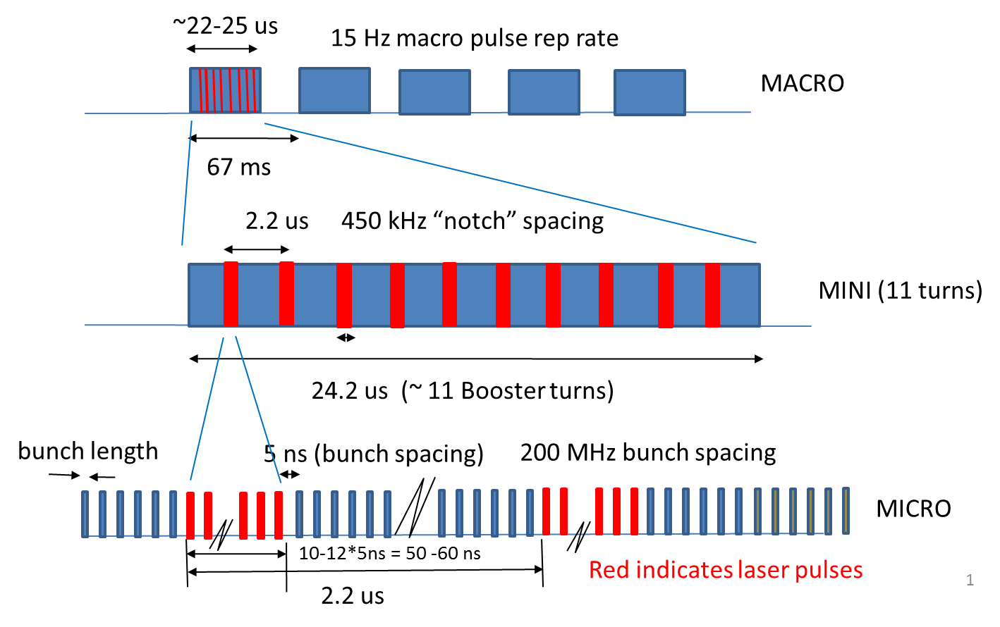 ~22-25 us
15 Hz macro pulse rep rate
MACRO
67 ms
2.2 us
450 kHz “notch” spacing
MINI (11 turns)
24.2 us  (~ 11 Booster turns)
bunch length
5 ns (bunch spacing)
200 MHz bunch spacing
MICRO
10-12*5ns = 50 -60 ns
Red indicates laser pulses
2.2 us
1